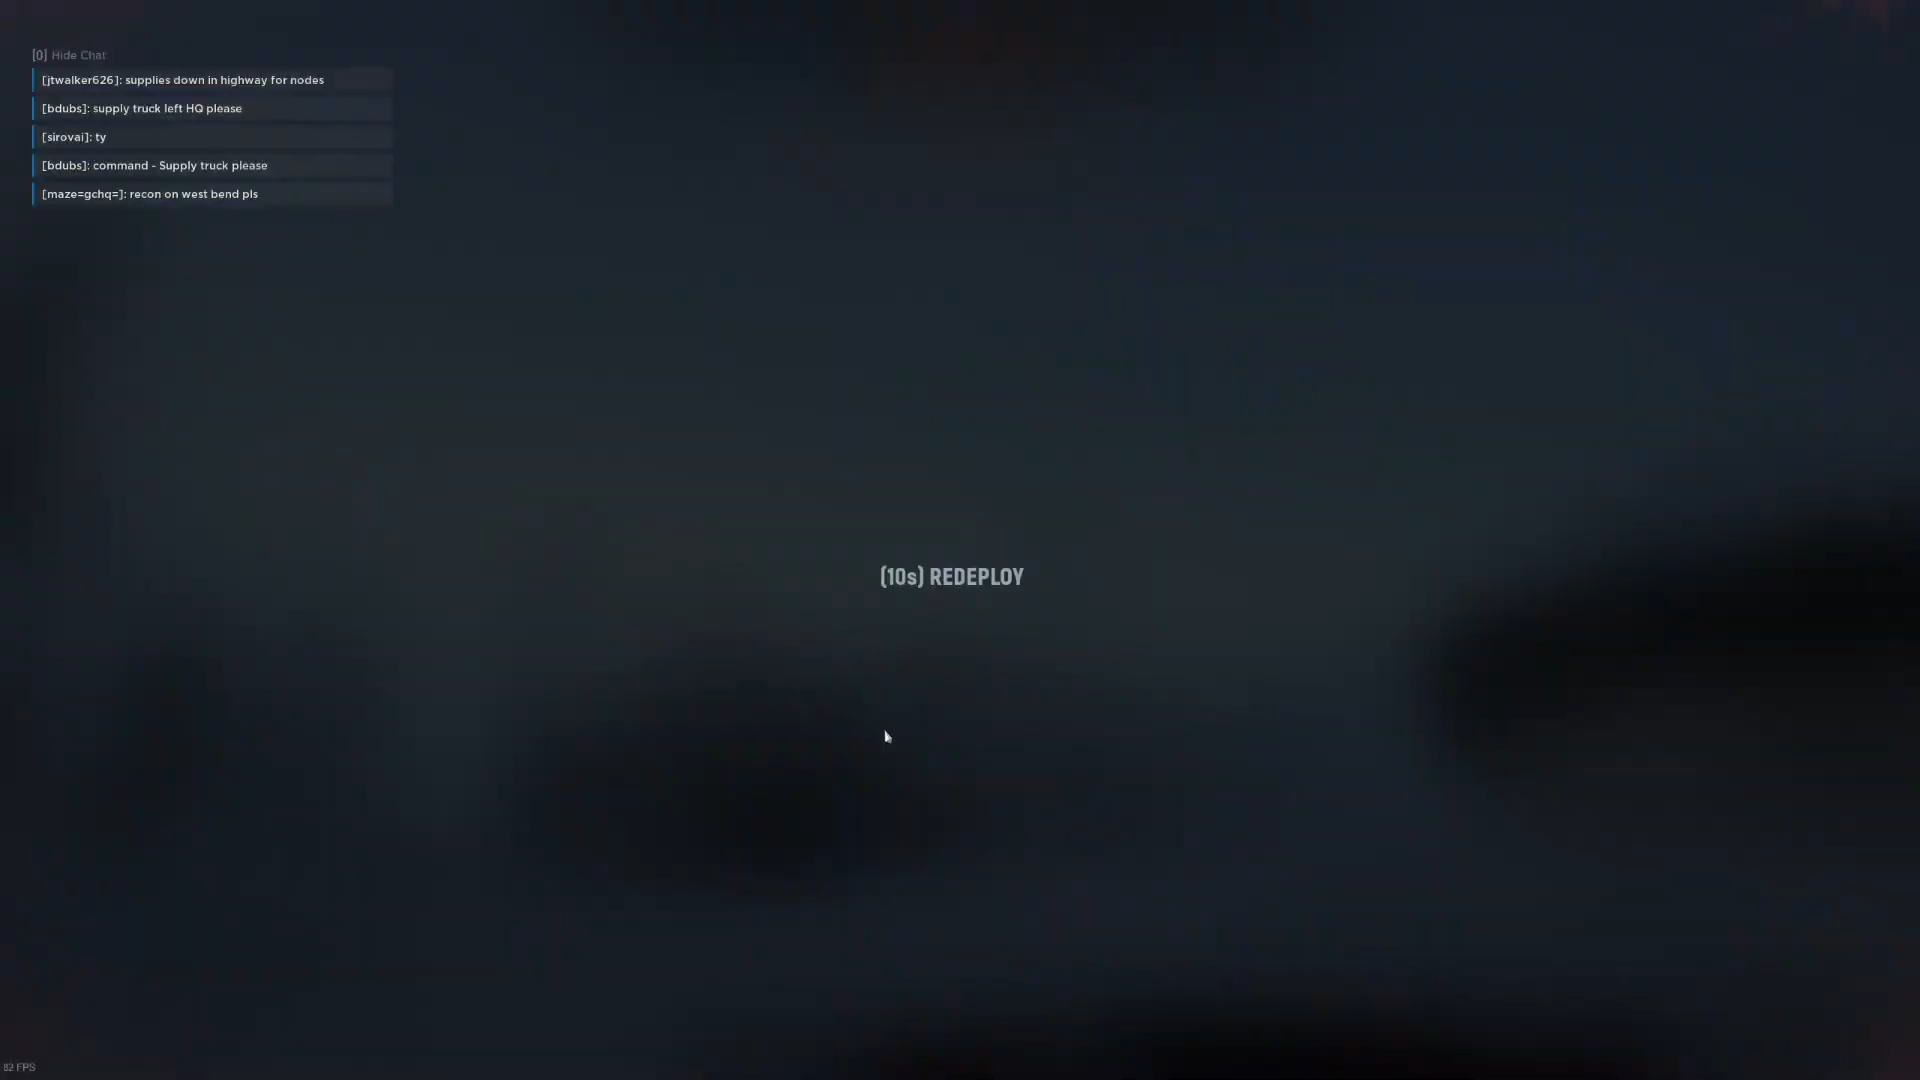 [0] Hide Chat
[jtwalker626]: supplies down in highway for nodes
[bdubs]: supply truck left HQ please
[sirovai]: ty
[bdubs]: command - Supply truck please
[maze=gchq=]: recon on west bend pls
(10s) REDEPLOY
82 FPS